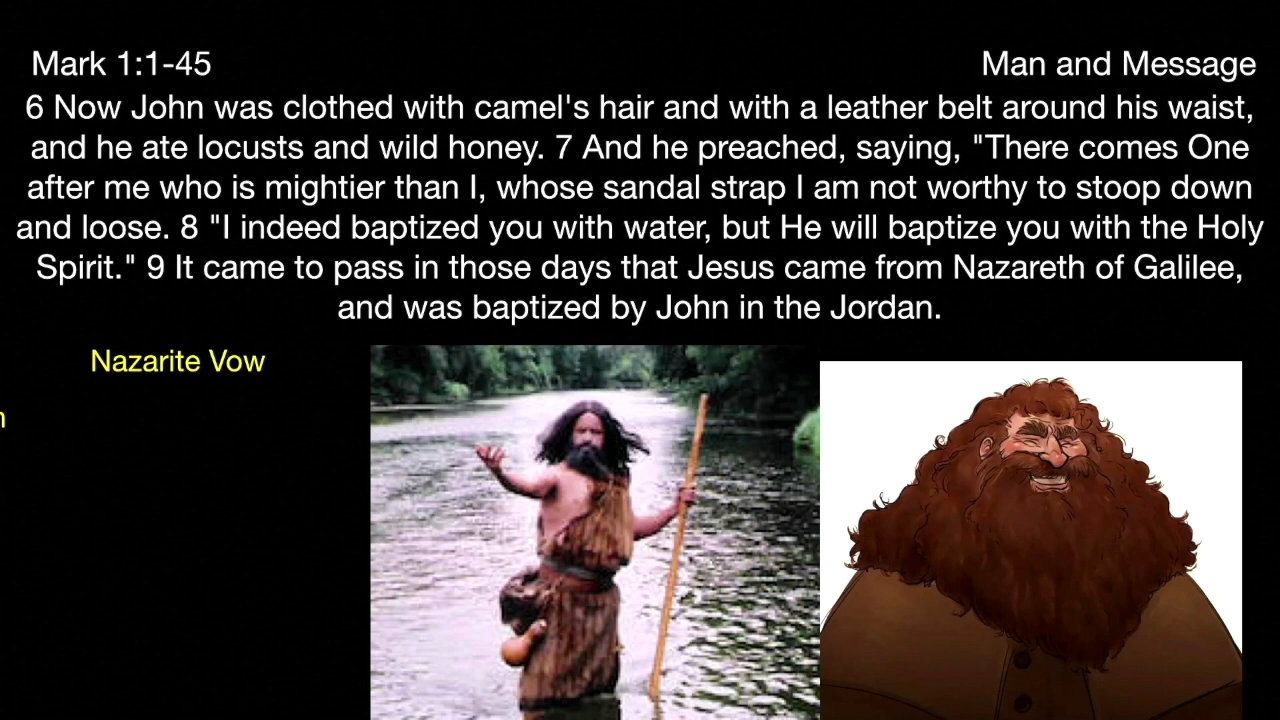 Mark 1:1-45
Man and Message
6 Now John was clothed with camel's hair and with a leather belt around his waist,
and he ate locusts and wild honey. 7 And he preached, saying, "There comes One
after me who is mightier than I, whose sandal strap I am not worthy to stoop down
and loose. 8 "I indeed baptized you with water, but He will baptize you with the Holy
Spirit." 9 It came to pass in those days that Jesus came from Nazareth of Galilee,
and was baptized by John in the Jordan.
Nazarite Vow